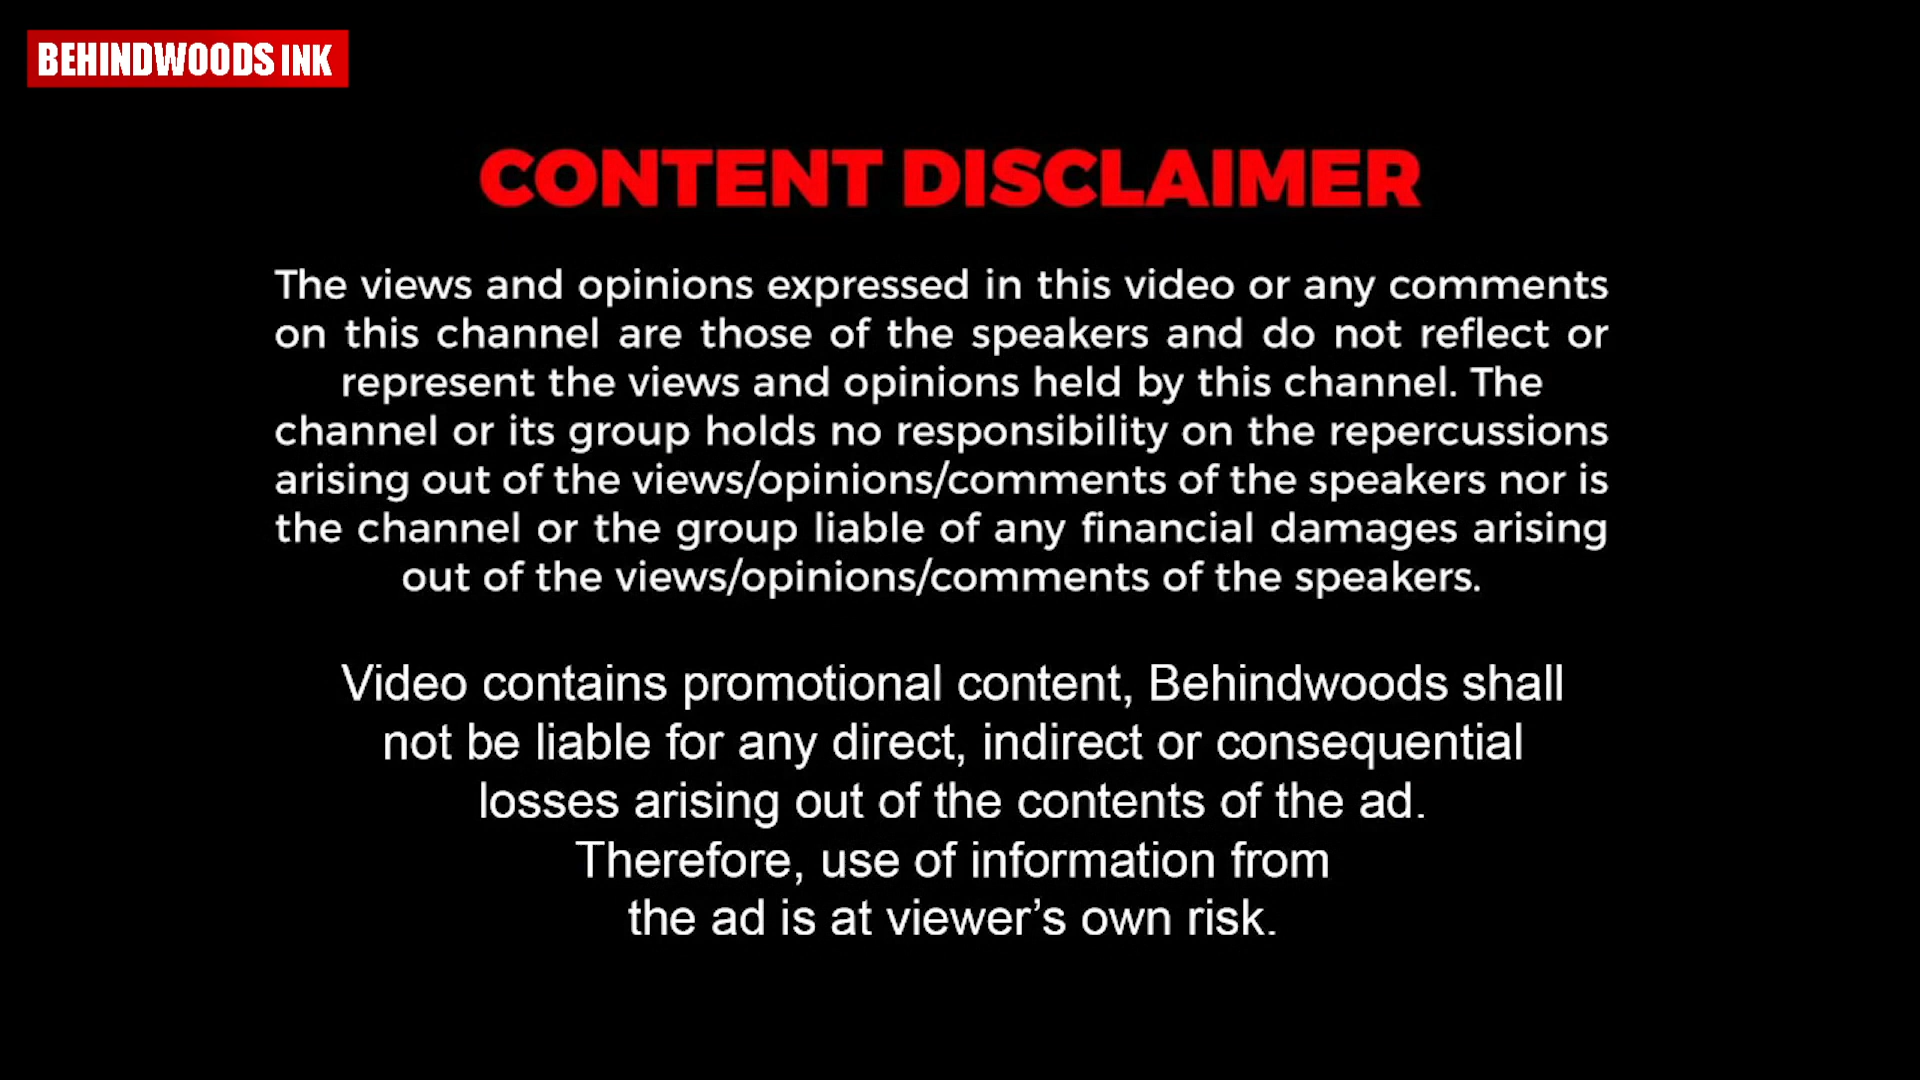 BEHINDWOODS INK
CONTENT DISCLAIMER
The views and opinions expressed in this video or any comments
on this channel are those of the speakers and do not reflect or
represent the views and opinions held by this channel. The
channel or its group holds no responsibility on the repercussions
arising out of the views/opinions/comments of the speakers nor is
the channel or the group liable of any financial damages arising
out of the views/opinions/comments of the speakers.
Video contains promotional content, Behindwoods shall
not be liable for any direct, indirect or consequential
losses arising out of the contents of the ad.
Therefore, use of information from
the ad is at viewer’s own risk.